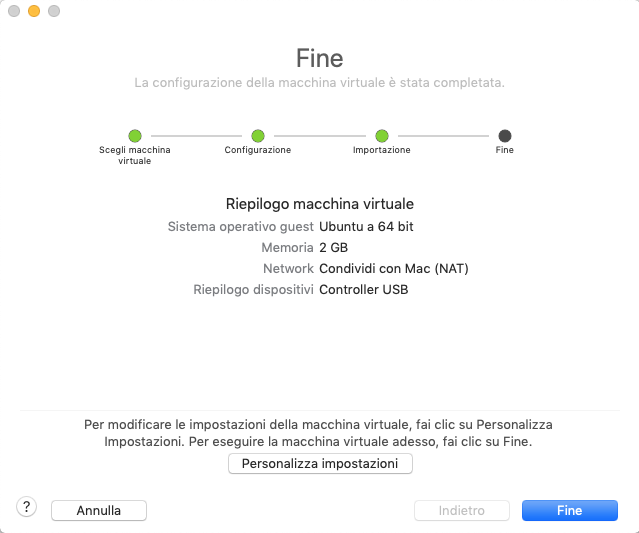 Fine
La configurazione della macchina virtuale è stata completata.
Scegli macchina
virtuale
Configurazione
Importazione
Fine
Riepilogo macchina virtuale
Sistema operativo guest Ubuntu a 64 bit
Memoria 2 GB
Network Condividi con Mac (NAT)
Riepilogo dispositivi Controller USB
Per modificare le impostazioni della macchina virtuale, fai clic su Personalizza
Impostazioni. Per eseguire la macchina virtuale adesso, fai clic su Fine.
Personalizza impostazioni
? Annulla Indietro Fine